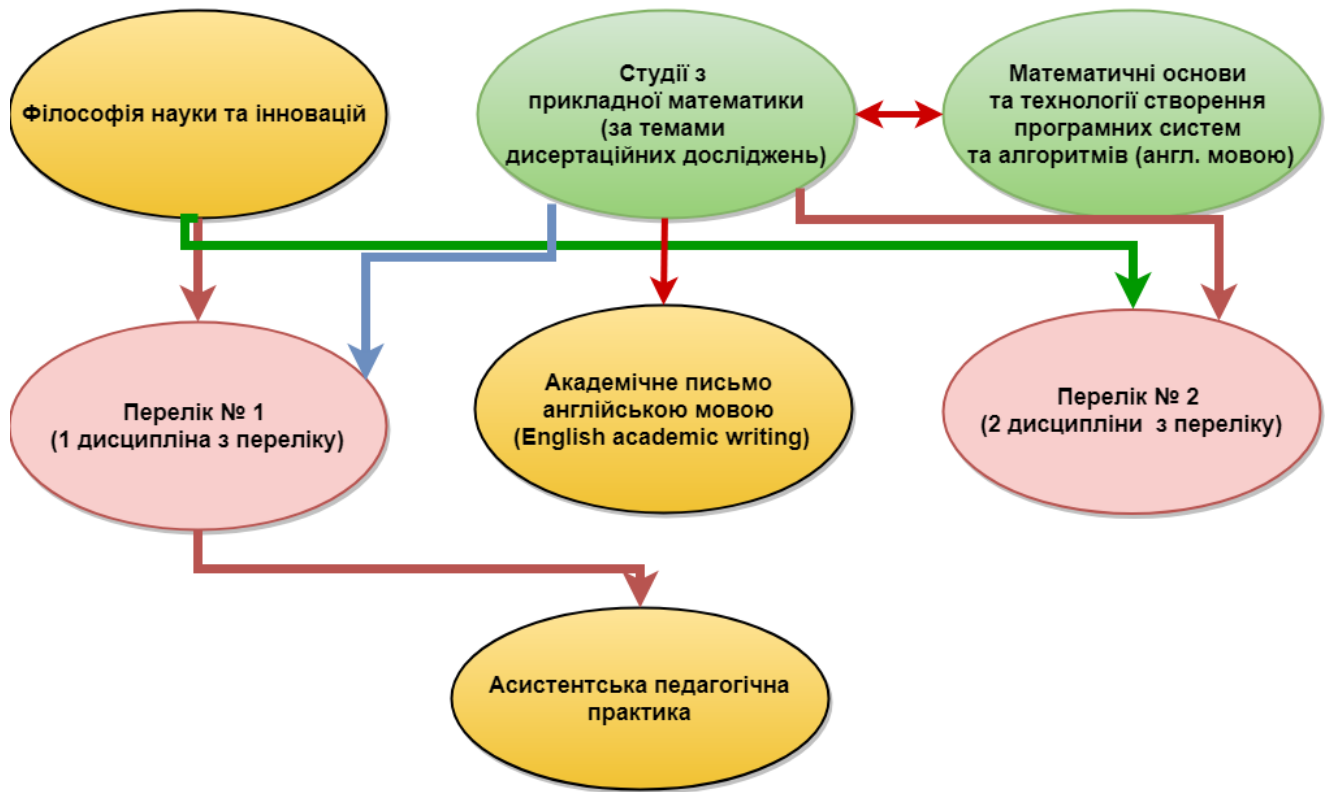 Філософія науки та інновацій
Студії з
прикладної математики
(за темами
дисертаційних досліджень)
Математичні основи
та технології створення
програмних систем
та алгоритмів (англ. мовою)
Перелік № 1
(1 дисципліна з переліку)
Академічне письмо
англійською мовою
(English academic writing)
Перелік № 2
(2 дисципліни з переліку)
Асистентська педагогічна
практика